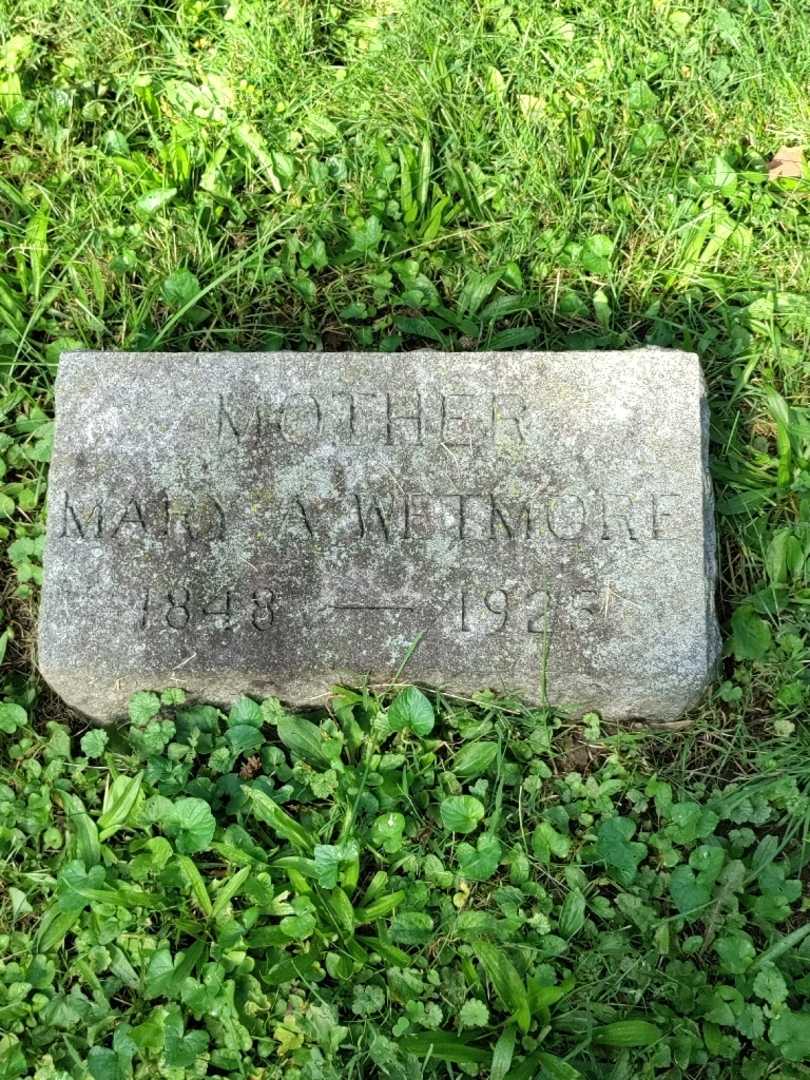 MOTHER
MARY A WETMORE
1848 — 1925